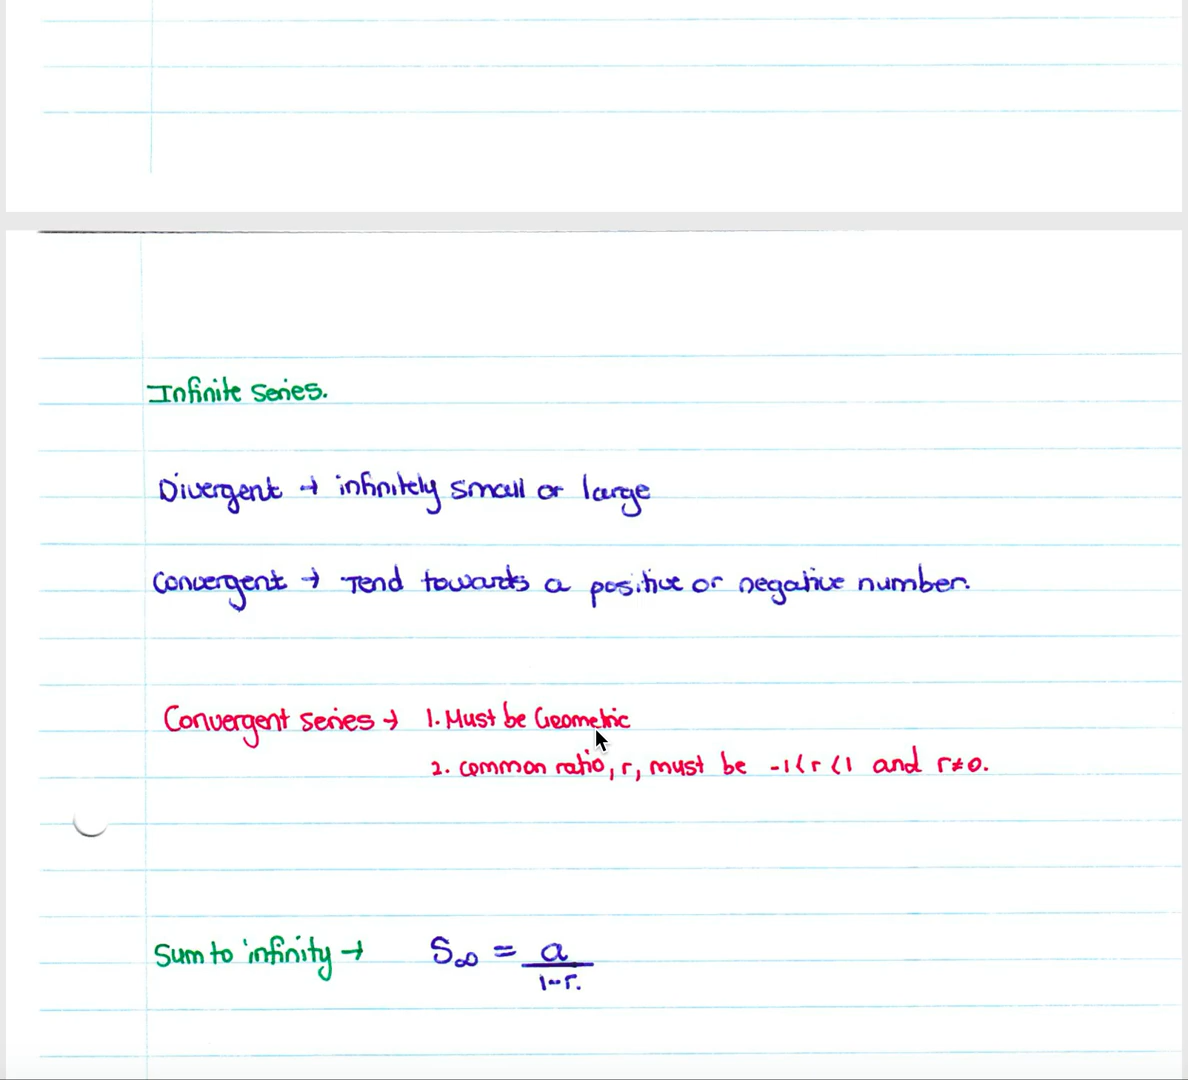 Infinite series.
Divergent → infinitely small or large
Convergent → Tend towards a positive or negative number.
Convergent series → 1. Must be Geometric
2. common ratio, r, must be -1<r<1 and r≠0.
Sum to infinity → S∞ = a
1-r.